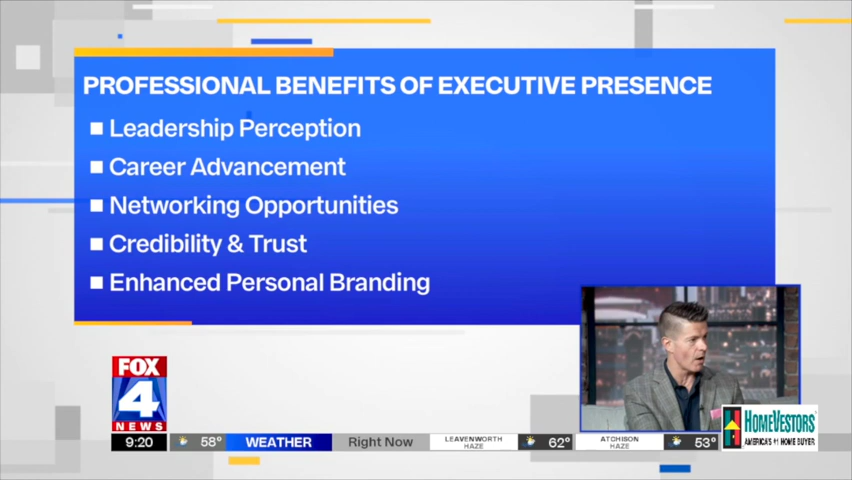 PROFESSIONAL BENEFITS OF EXECUTIVE PRESENCE
Leadership Perception
Career Advancement
Networking Opportunities
Credibility & Trust
Enhanced Personal Branding
FOX
4
NEWS
HOMEVESTORS
AMERICA'S #1 HOME BUYER
9:20 58° WEATHER Right Now LEAVENWORTH HAZE 62° ATCHISON HAZE 53°